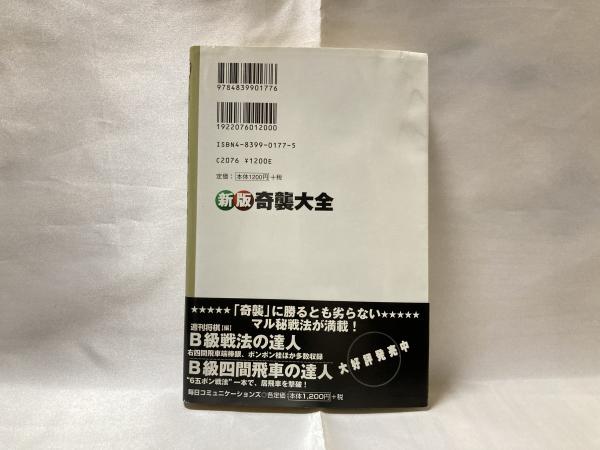 9784839901776
1922076012000
ISBN4-8399-0177-5
C2076 ¥1200E
定価：本体1200円+税
新版 奇襲大全
★★★★★「奇襲」に勝るとも劣らない★★★★★
マル秘戦法が満載！
週刊将棋[編]
B級戦法の達人
右四間飛車端棒銀、ポンポン桂ほか多数収録
B級四間飛車の達人
“6五ポン戦法”一本で、居飛車を撃破！
大好評発売中
毎日コミュニケーションズ○各定価 本体1,200円+税